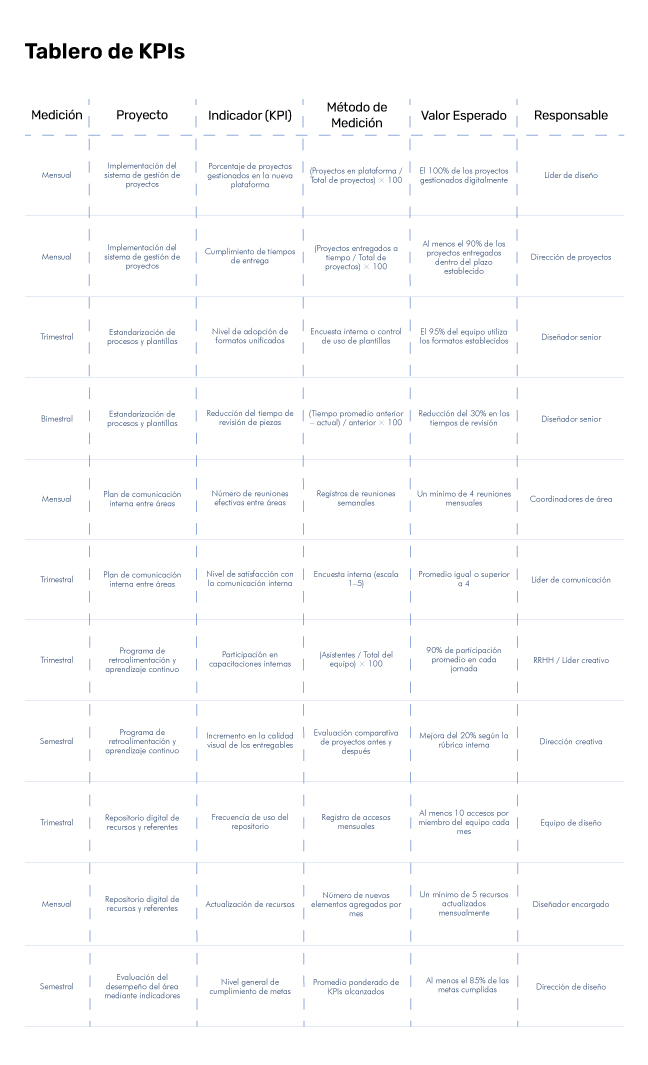 Tablero de KPIs
Medición
Proyecto
Indicador (KPI)
Método de
Medición
Valor Esperado
Responsable
Mensual
Implementación del
sistema de gestión de
proyectos
Porcentaje de proyectos
gestionados en la nueva
plataforma
(Proyectos en plataforma /
Total de proyectos) × 100
El 100% de los proyectos
gestionados digitalmente
Líder de diseño
Mensual
Implementación del
sistema de gestión de
proyectos
Cumplimiento de tiempos
de entrega
(Proyectos entregados a
tiempo / Total de
proyectos) × 100
Al menos el 90% de los
proyectos entregados
dentro del plazo
establecido
Dirección de proyectos
Trimestral
Estandarización de
procesos y plantillas
Nivel de adopción de
formatos unificados
Encuesta interna o control
de uso de plantillas
El 95% del equipo utiliza
los formatos establecidos
Diseñador senior
Bimestral
Estandarización de
procesos y plantillas
Reducción del tiempo de
revisión de piezas
(Tiempo promedio anterior
– actual) / anterior × 100
Reducción del 30% en los
tiempos de revisión
Diseñador senior
Mensual
Plan de comunicación
interna entre áreas
Número de reuniones
efectivas entre áreas
Registros de reuniones
semanales
Un mínimo de 4 reuniones
mensuales
Coordinadores de área
Trimestral
Plan de comunicación
interna entre áreas
Nivel de satisfacción con
la comunicación interna
Encuesta interna (escala
1–5)
Promedio igual o superior
a 4
Líder de comunicación
Trimestral
Programa de
retroalimentación y
aprendizaje continuo
Participación en
capacitaciones internas
(Asistentes / Total del
equipo) × 100
90% de participación
promedio en cada
jornada
RRHH / Líder creativo
Semestral
Programa de
retroalimentación y
aprendizaje continuo
Incremento en la calidad
visual de los entregables
Evaluación comparativa
de proyectos antes y
después
Mejora del 20% según la
rúbrica interna
Dirección creativa
Trimestral
Repositorio digital de
recursos y referentes
Frecuencia de uso del
repositorio
Registro de accesos
mensuales
Al menos 10 accesos por
miembro del equipo cada
mes
Equipo de diseño
Mensual
Repositorio digital de
recursos y referentes
Actualización de recursos
Número de nuevos
elementos agregados por
mes
Un mínimo de 5 recursos
actualizados
mensualmente
Diseñador encargado
Semestral
Evaluación del
desempeño del área
mediante indicadores
Nivel general de
cumplimiento de metas
Promedio ponderado de
KPIs alcanzados
Al menos el 85% de las
metas cumplidas
Dirección de diseño